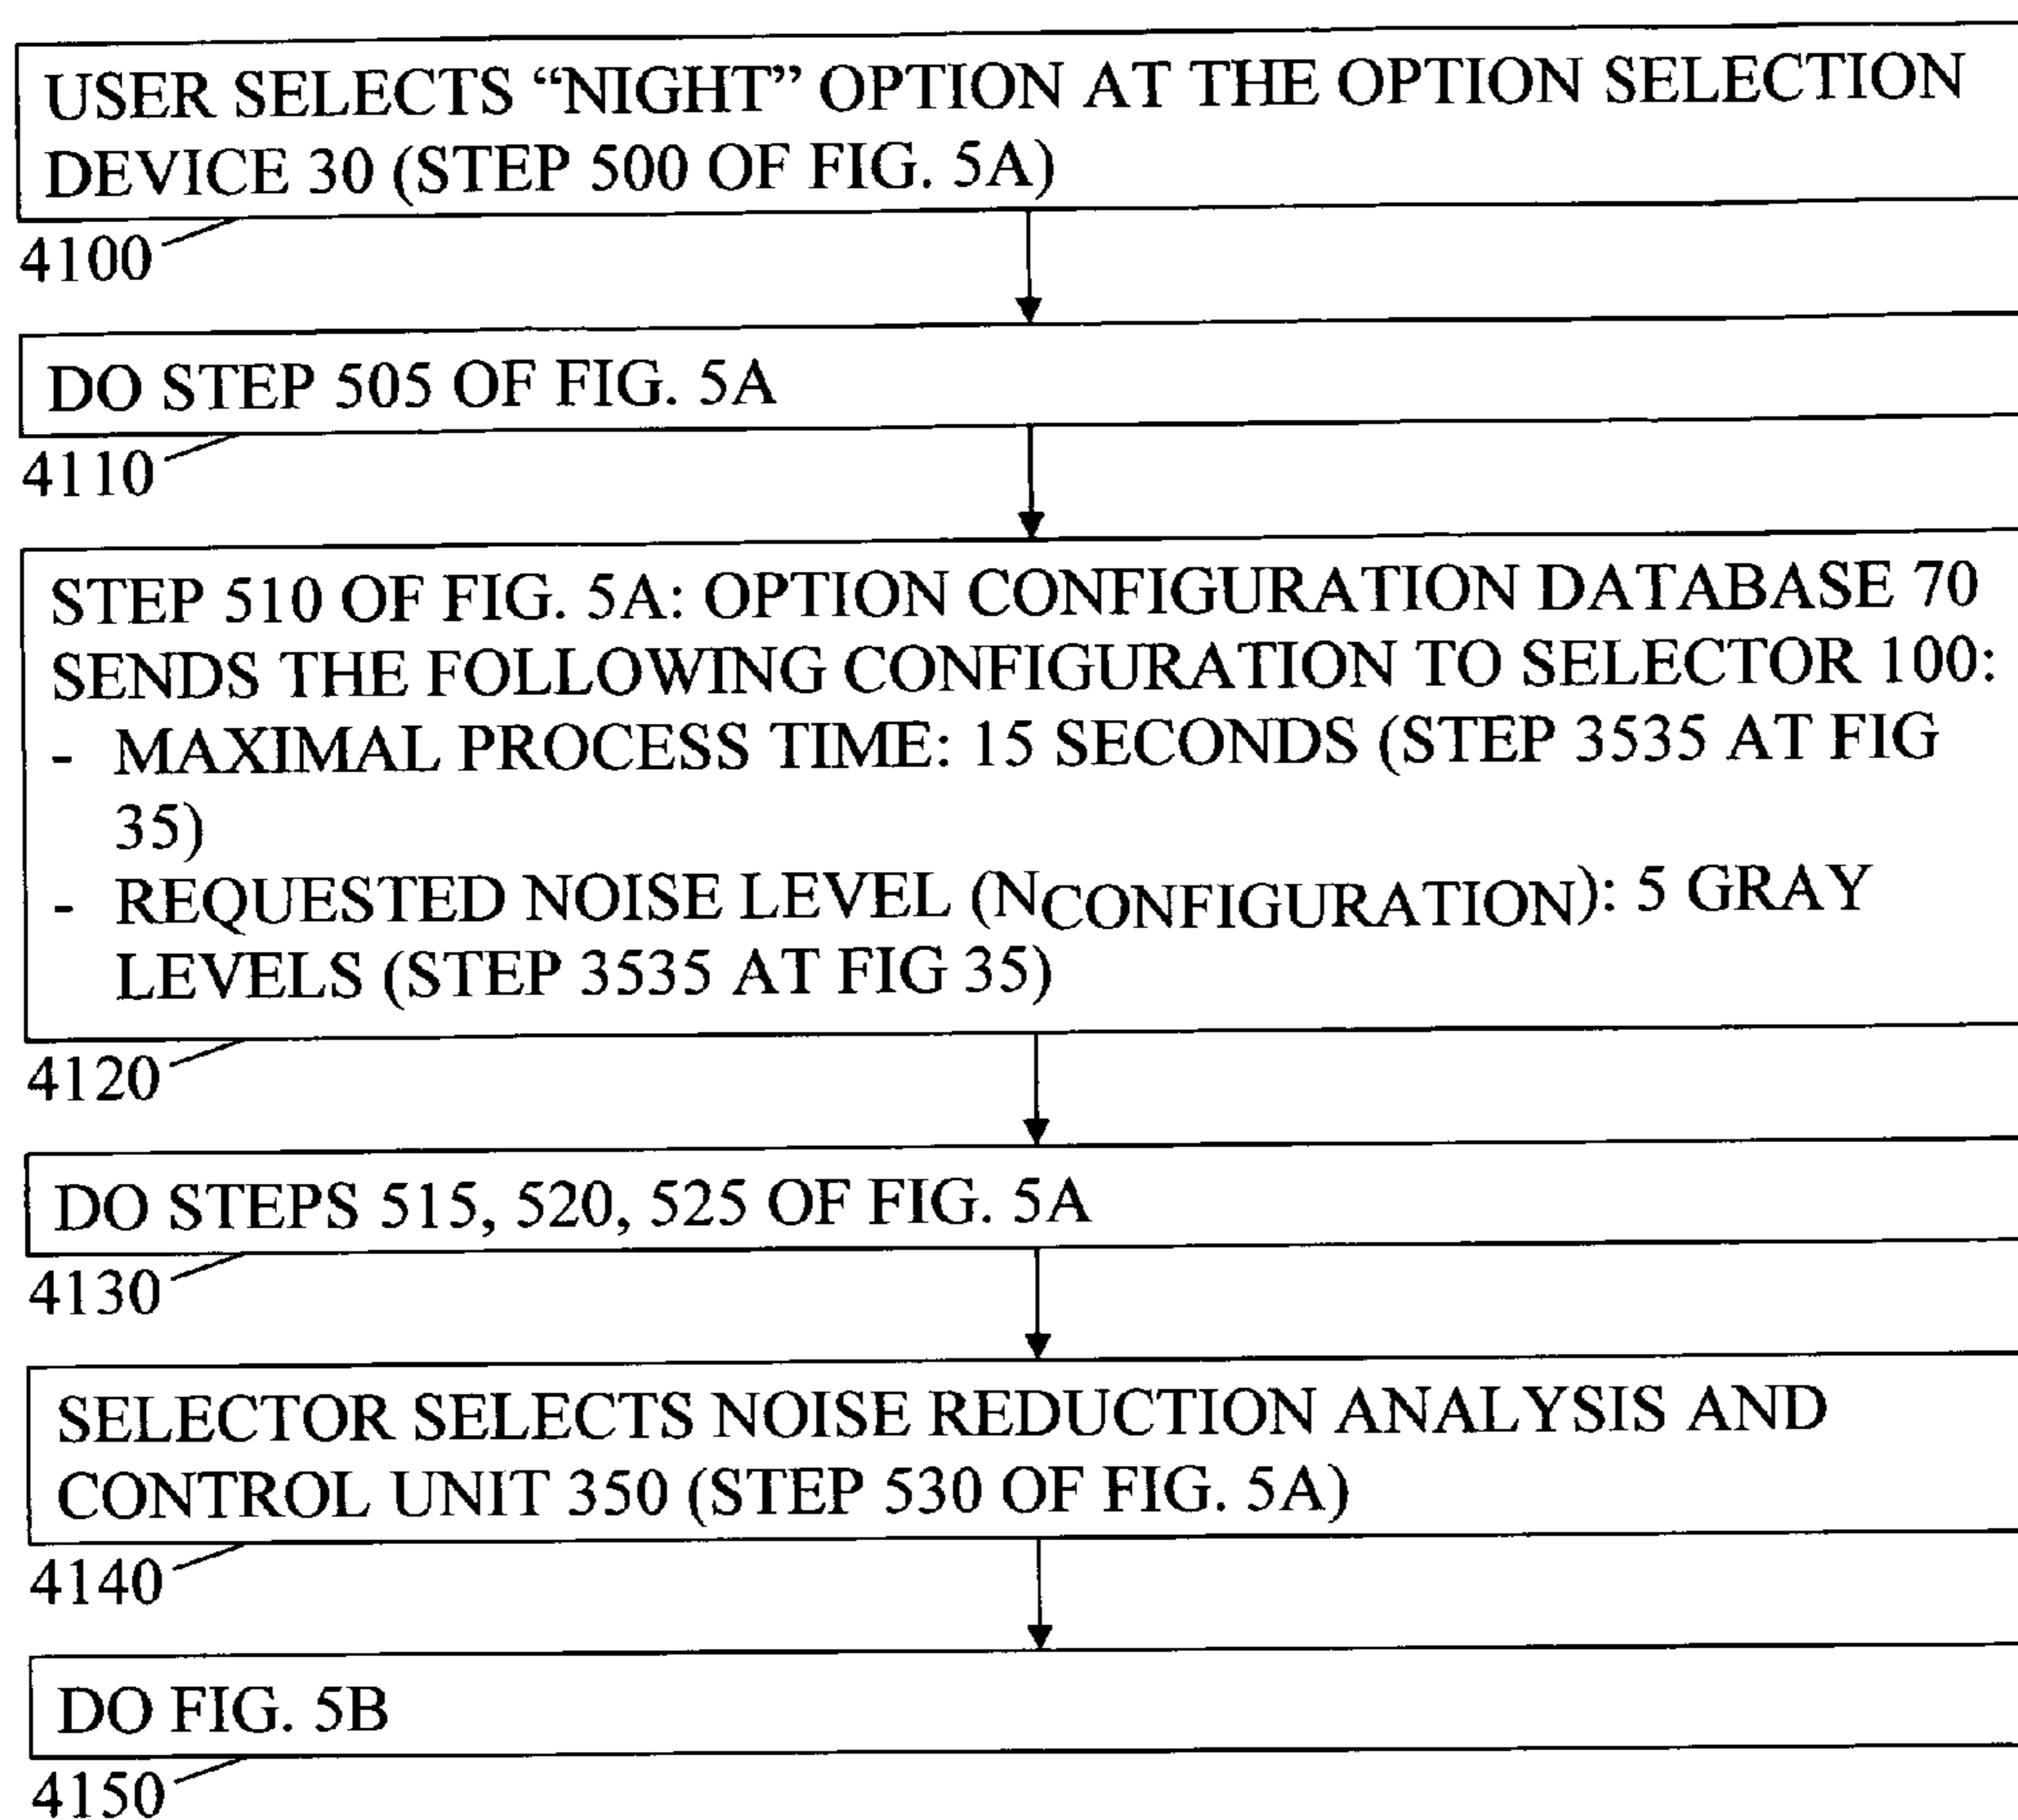 USER SELECTS “NIGHT” OPTION AT THE OPTION SELECTION
DEVICE 30 (STEP 500 OF FIG. 5A)
4100
DO STEP 505 OF FIG. 5A
4110
STEP 510 OF FIG. 5A: OPTION CONFIGURATION DATABASE 70
SENDS THE FOLLOWING CONFIGURATION TO SELECTOR 100:
- MAXIMAL PROCESS TIME: 15 SECONDS (STEP 3535 AT FIG
35)
- REQUESTED NOISE LEVEL (NCONFIGURATION): 5 GRAY
LEVELS (STEP 3535 AT FIG 35)
4120
DO STEPS 515, 520, 525 OF FIG. 5A
4130
SELECTOR SELECTS NOISE REDUCTION ANALYSIS AND
CONTROL UNIT 350 (STEP 530 OF FIG. 5A)
4140
DO FIG. 5B
4150